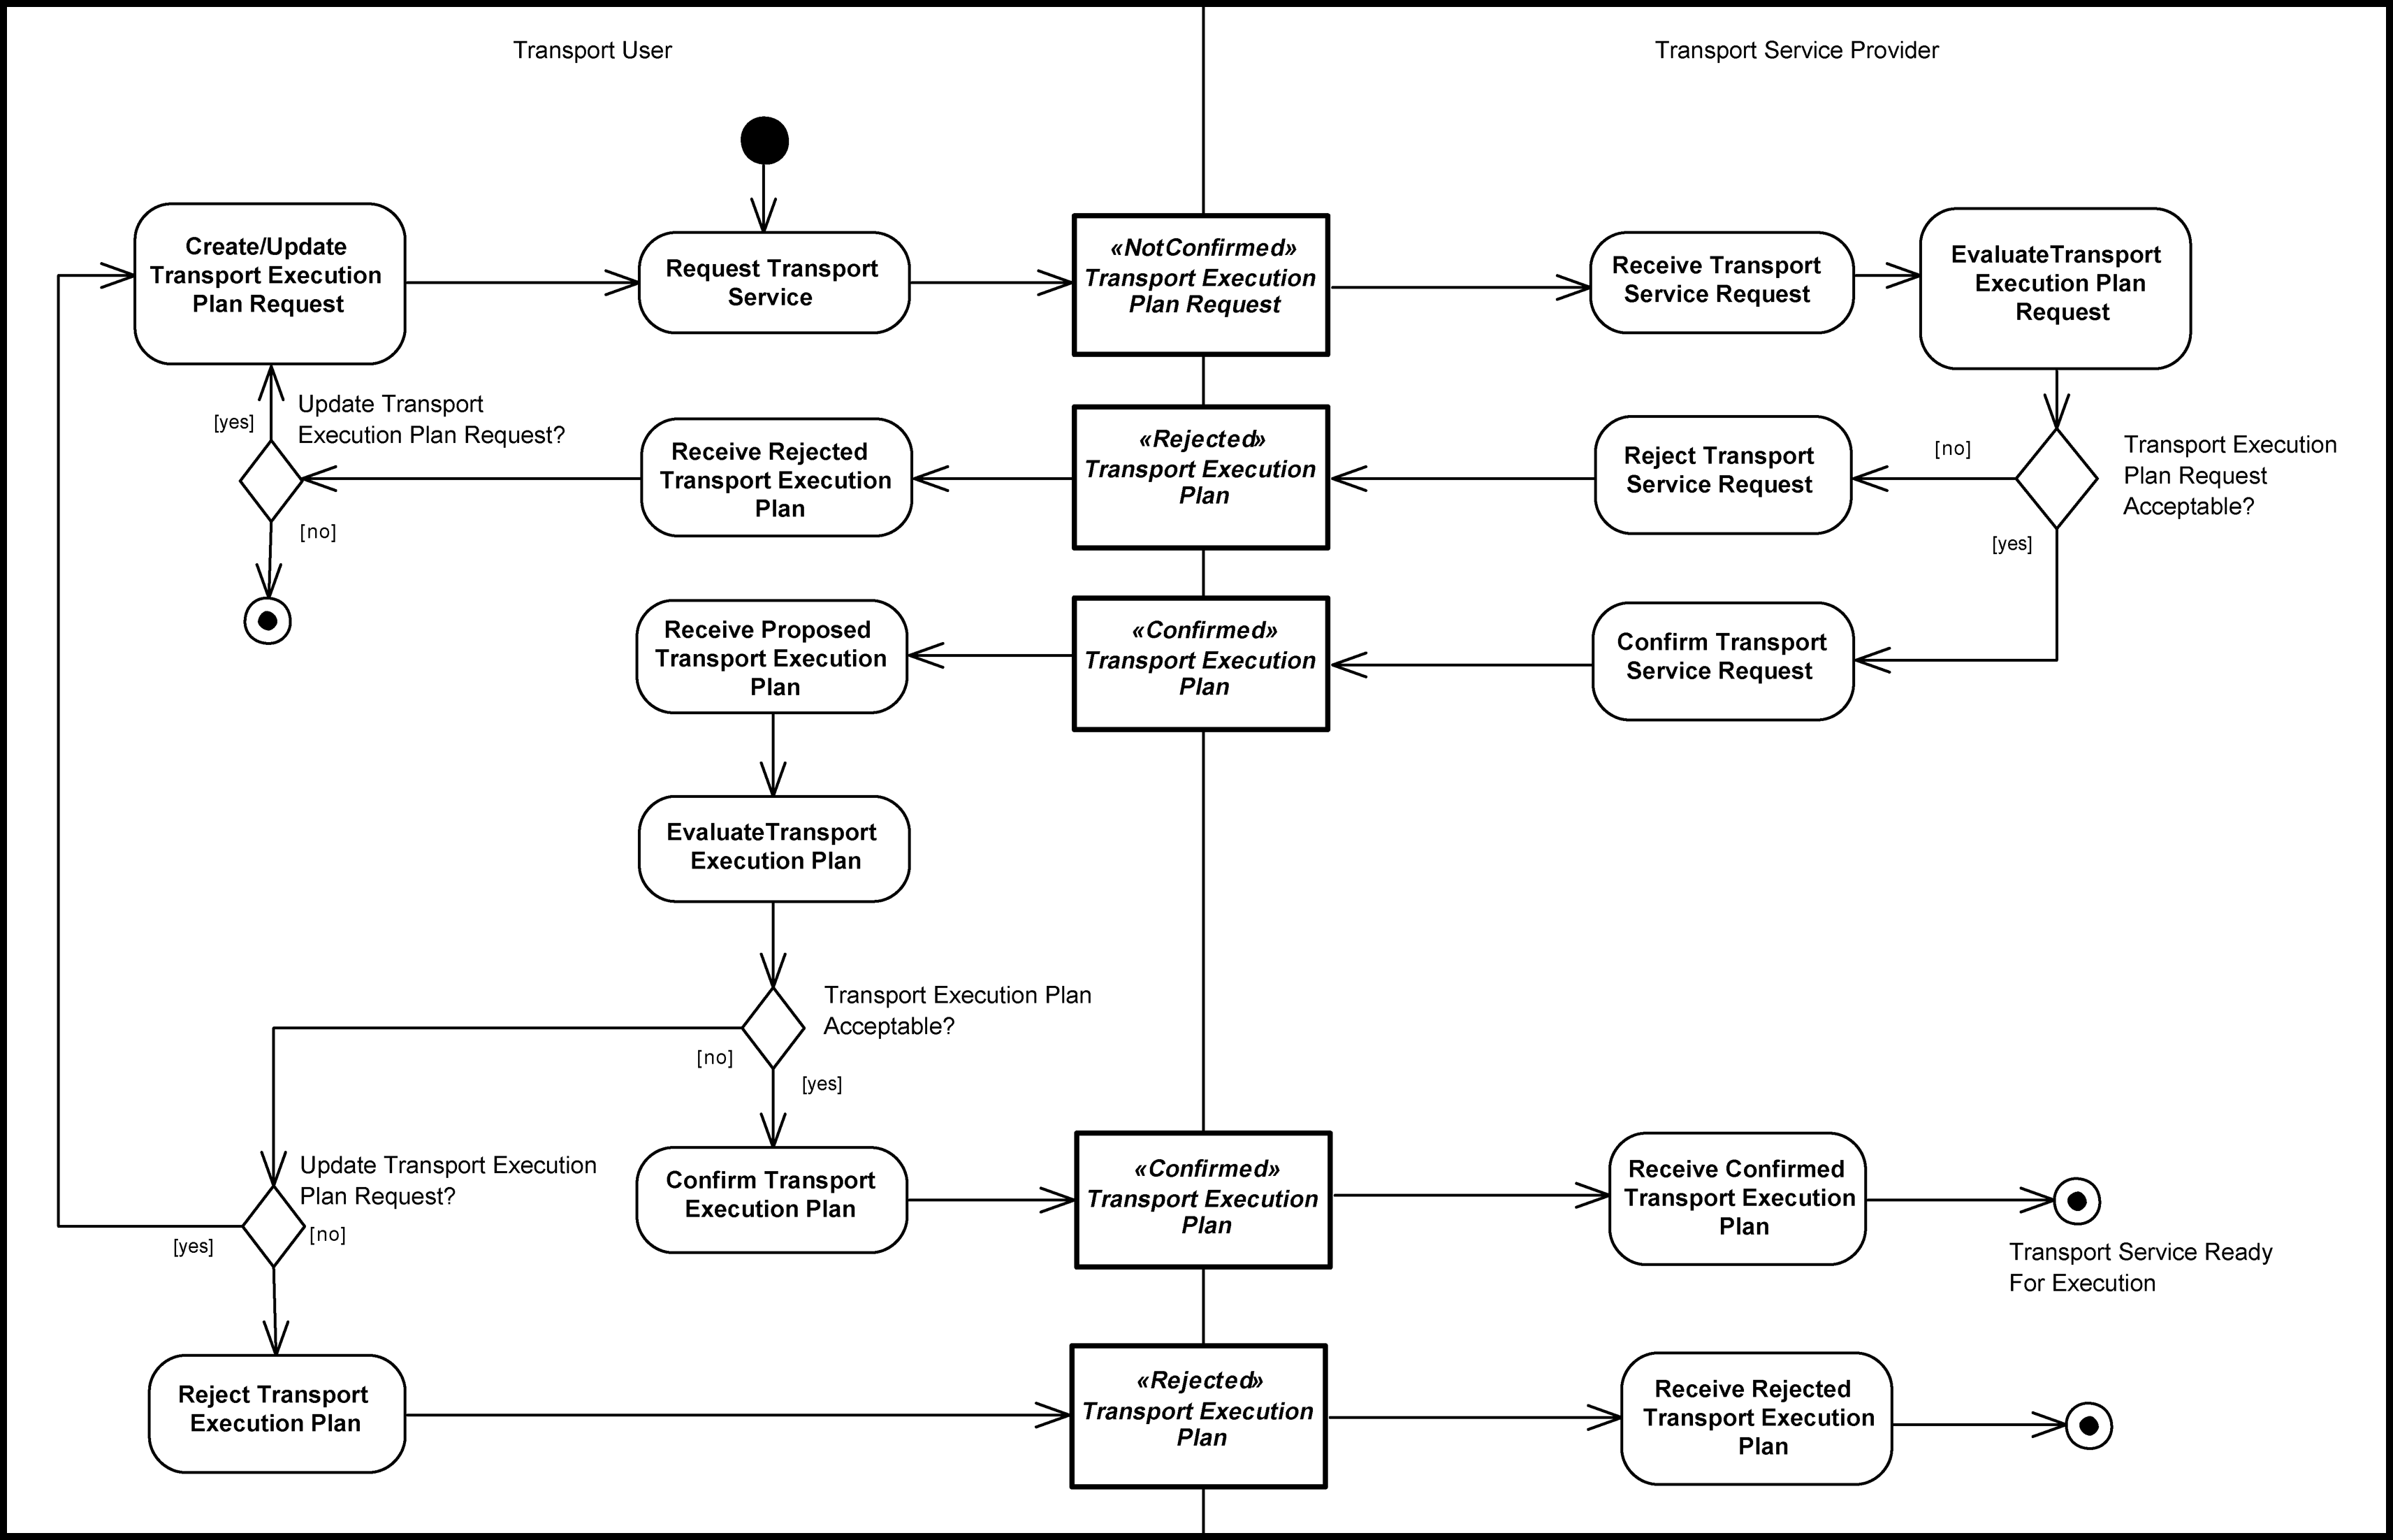 Transport User
Transport Service Provider
Create/Update
Transport Execution
Plan Request
Request Transport
Service
«NotConfirmed»
Transport Execution
Plan Request
Receive Transport
Service Request
EvaluateTransport
Execution Plan
Request
[yes]
Update Transport
Execution Plan Request?
[no]
Receive Rejected
Transport Execution
Plan
«Rejected»
Transport Execution
Plan
Reject Transport
Service Request
[no]
Transport Execution
Plan Request
Acceptable?
[yes]
Receive Proposed
Transport Execution
Plan
«Confirmed»
Transport Execution
Plan
Confirm Transport
Service Request
EvaluateTransport
Execution Plan
Transport Execution Plan
Acceptable?
[no]
[yes]
Update Transport Execution
Plan Request?
[yes]
[no]
Confirm Transport
Execution Plan
«Confirmed»
Transport Execution
Plan
Receive Confirmed
Transport Execution
Plan
Transport Service Ready
For Execution
Reject Transport
Execution Plan
«Rejected»
Transport Execution
Plan
Receive Rejected
Transport Execution
Plan